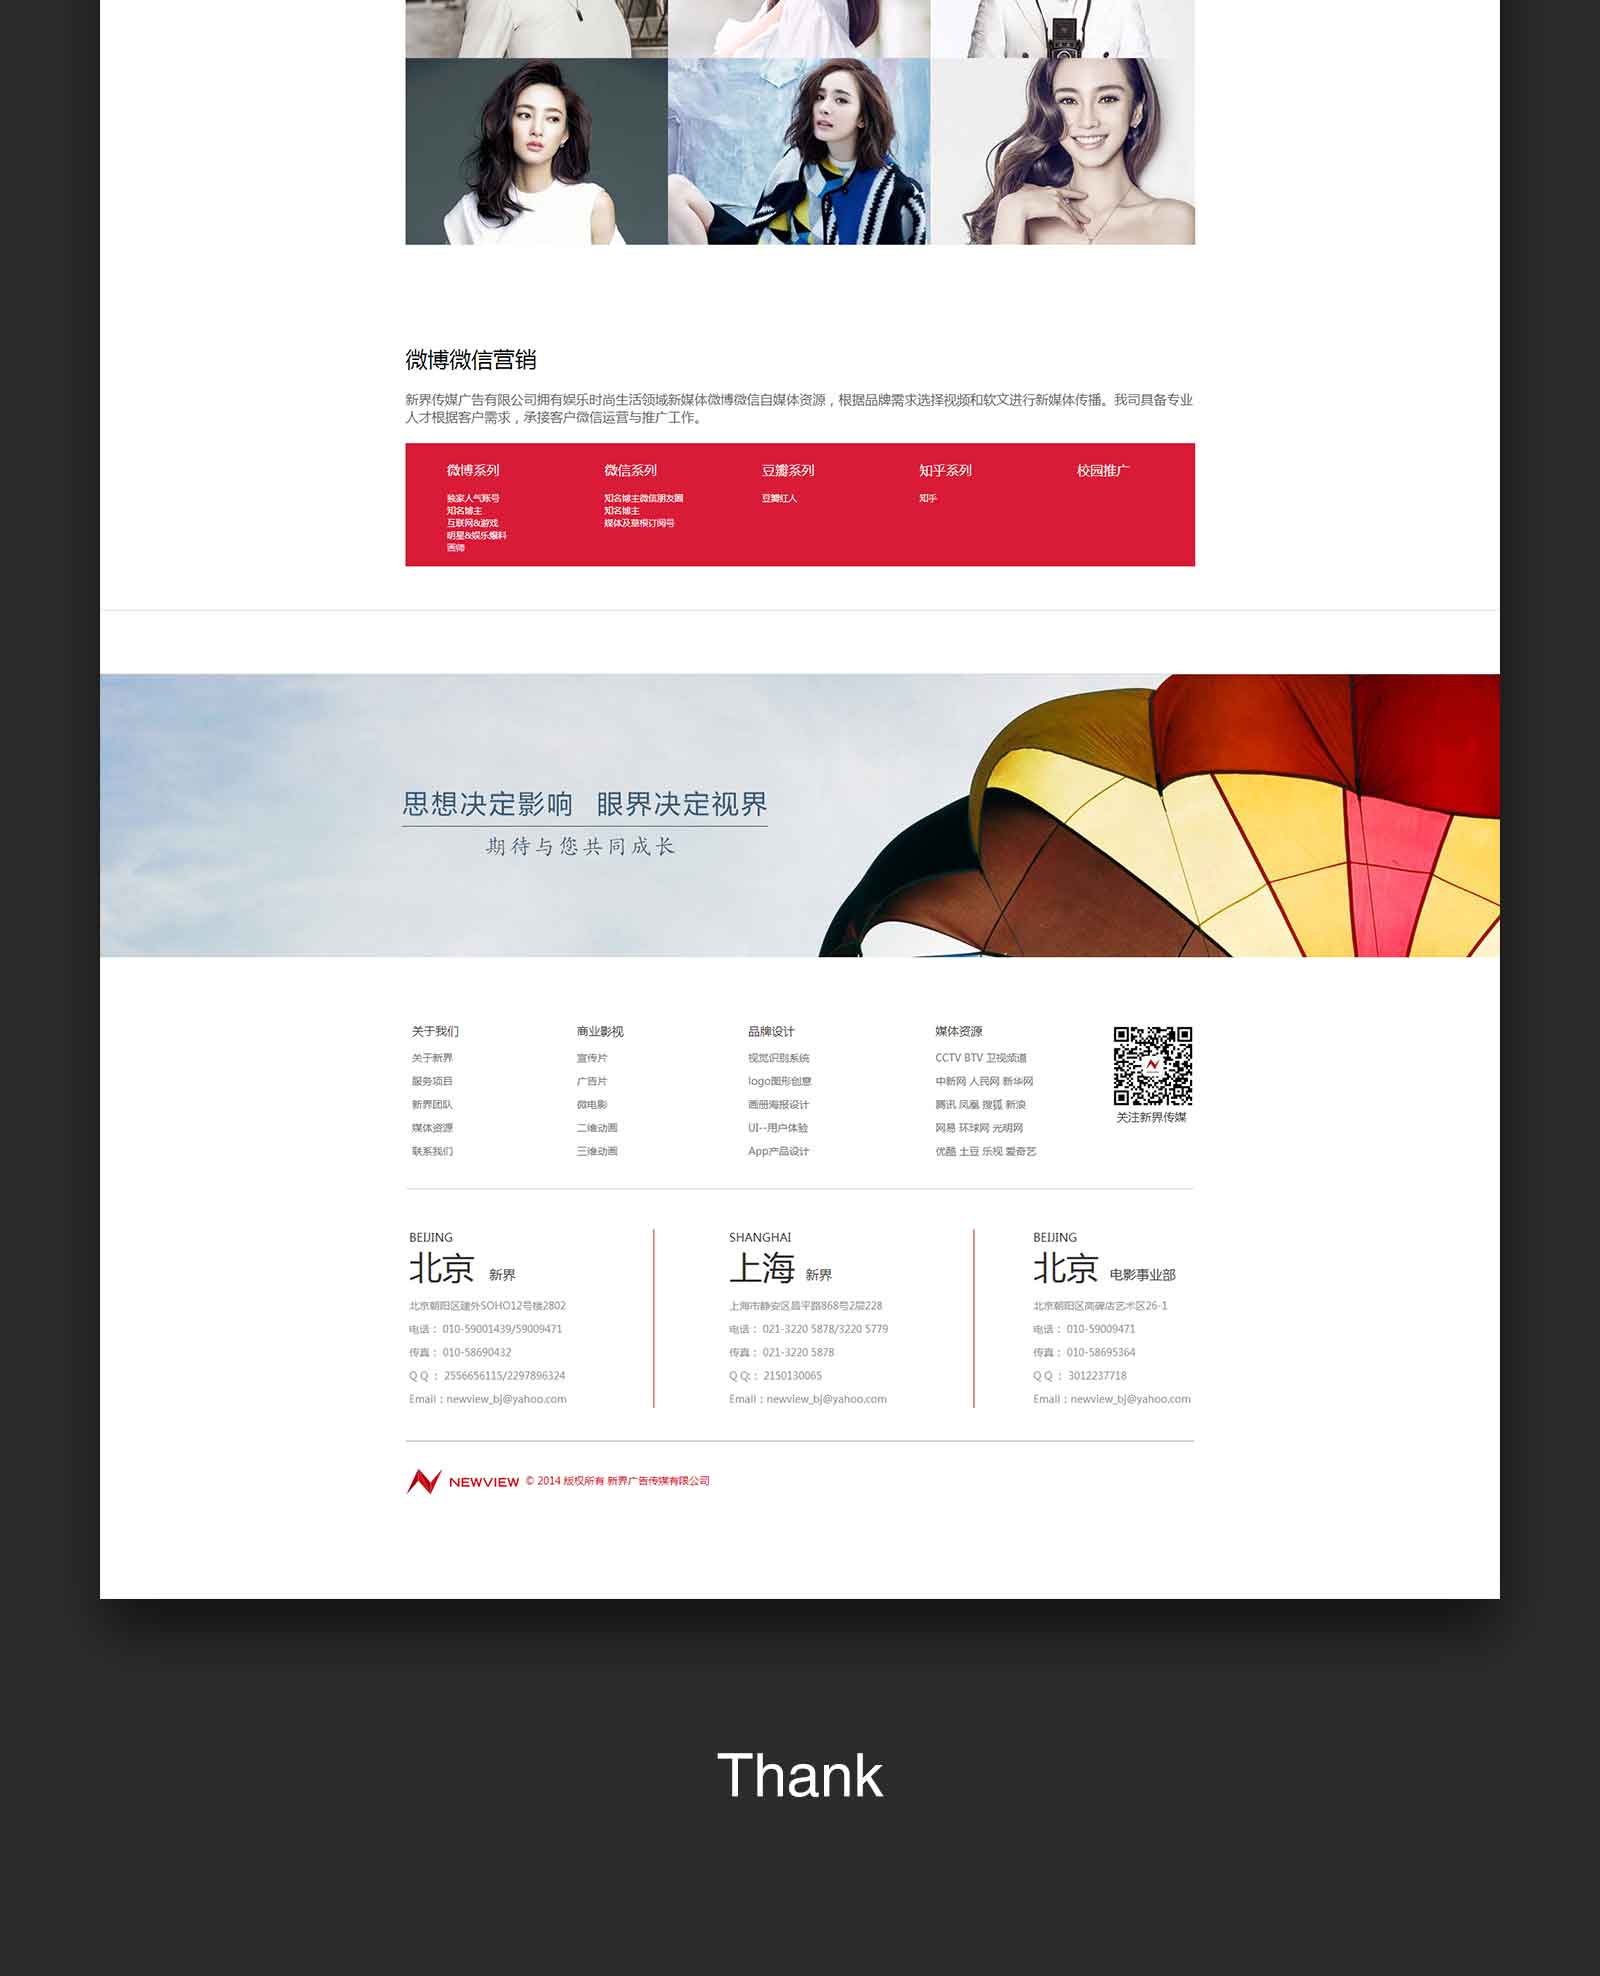 微博微信营销
新界传媒广告有限公司拥有娱乐时尚生活领域新媒体微博微信自媒体资源，根据品牌需求选择视频和软文进行新媒体传播。我司具备专业
人才根据客户需求，承接客户微信运营与推广工作。
微博系列
独家人气账号
知名博主
互联网&游戏
明星&娱乐爆料
画师
微信系列
知名博主微信朋友圈
知名博主
媒体及草根订阅号
豆瓣系列
豆瓣红人
知乎系列
知乎
校园推广
思想决定影响 眼界决定视界
期待与您共同成长
关于我们
关于新界
服务项目
新界团队
媒体资源
联系我们
商业影视
宣传片
广告片
微电影
二维动画
三维动画
品牌设计
视觉识别系统
logo图形创意
画册海报设计
UI--用户体验
App产品设计
媒体资源
CCTV BTV 卫视频道
中新网 人民网 新华网
腾讯 凤凰 搜狐 新浪
网易 环球网 光明网
优酷 土豆 乐视 爱奇艺
关注新界传媒
BEIJING
北京 新界
北京朝阳区建外SOHO12号楼2802
电话： 010-59001439/59009471
传真： 010-58690432
Q Q ： 2556656115/2297896324
Email：newview_bj@yahoo.com
SHANGHAI
上海 新界
上海市静安区昌平路868号2层228
电话： 021-3220 5878/3220 5779
传真： 021-3220 5878
Q Q:： 2150130065
Email：newview_bj@yahoo.com
BEIJING
北京 电影事业部
北京朝阳区高碑店艺术区26-1
电话： 010-59009471
传真： 010-58695364
Q Q ： 3012237718
Email：newview_bj@yahoo.com
NEWVIEW © 2014 版权所有 新界广告传媒有限公司
Thank